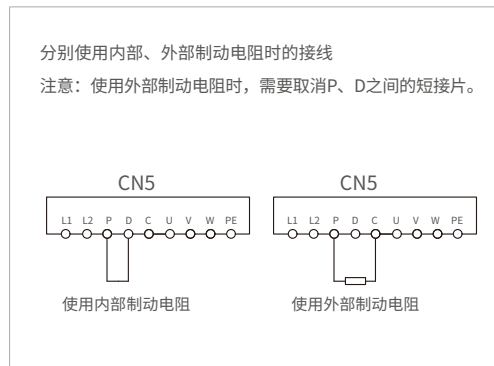 分别使用内部、外部制动电阻时的接线
注意：使用外部制动电阻时，需要取消P、D之间的短接片。
CN5 CN5
L1 L2 P D C U V W PE L1 L2 P D C U V W PE
使用内部制动电阻 使用外部制动电阻